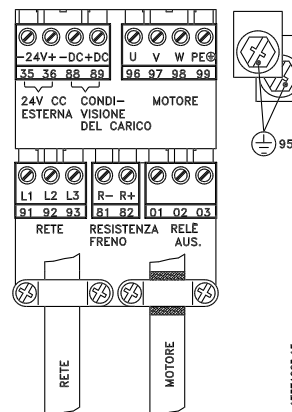 -24V+ -DC+DC
U V W PE
35 36 88 89
96 97 98 99
24V CC CONDI-
ESTERNA VISIONE
DEL CARICO
MOTORE
95
L1 L2 L3
R- R+
91 92 93
81 82
01 02 03
RETE
RESISTENZA
FRENO
RELÈ
AUS.
RETE
MOTORE